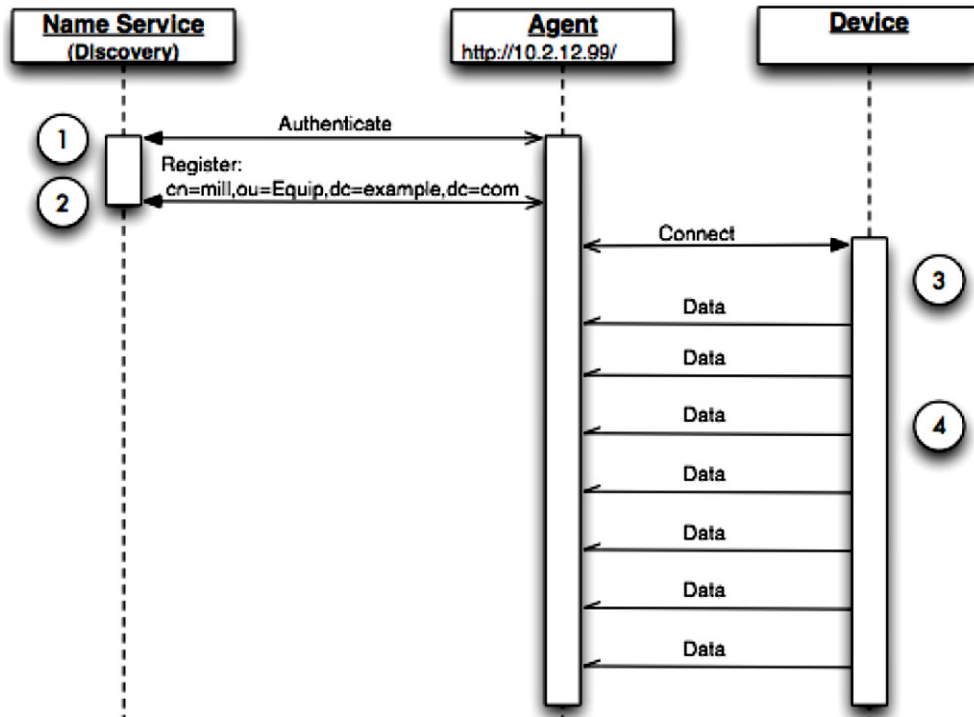 Name Service
(Discovery)
Agent
http://10.2.12.99/
Device
1
Authenticate
Register:
cn=mill,ou=Equip,dc=example,dc=com
2
Connect
3
Data
Data
Data
4
Data
Data
Data
Data